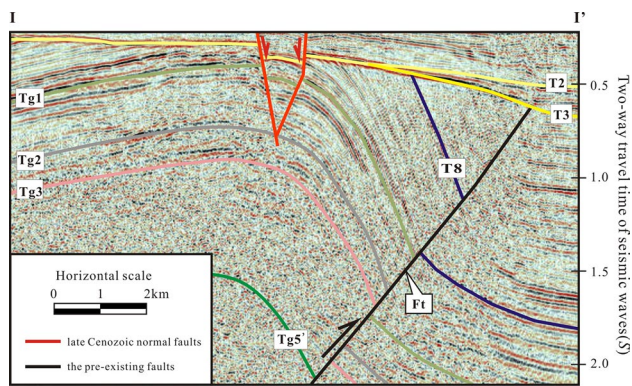 I
I’
0.5
T2
Tg1
T3
Tg2
T8
1.0
Tg3
1.5
Ft
Tg5’
2.0
Horizontal scale
0 1 2km
late Cenozoic normal faults
the pre-existing faults
Two-way travel time of seismic waves(S)